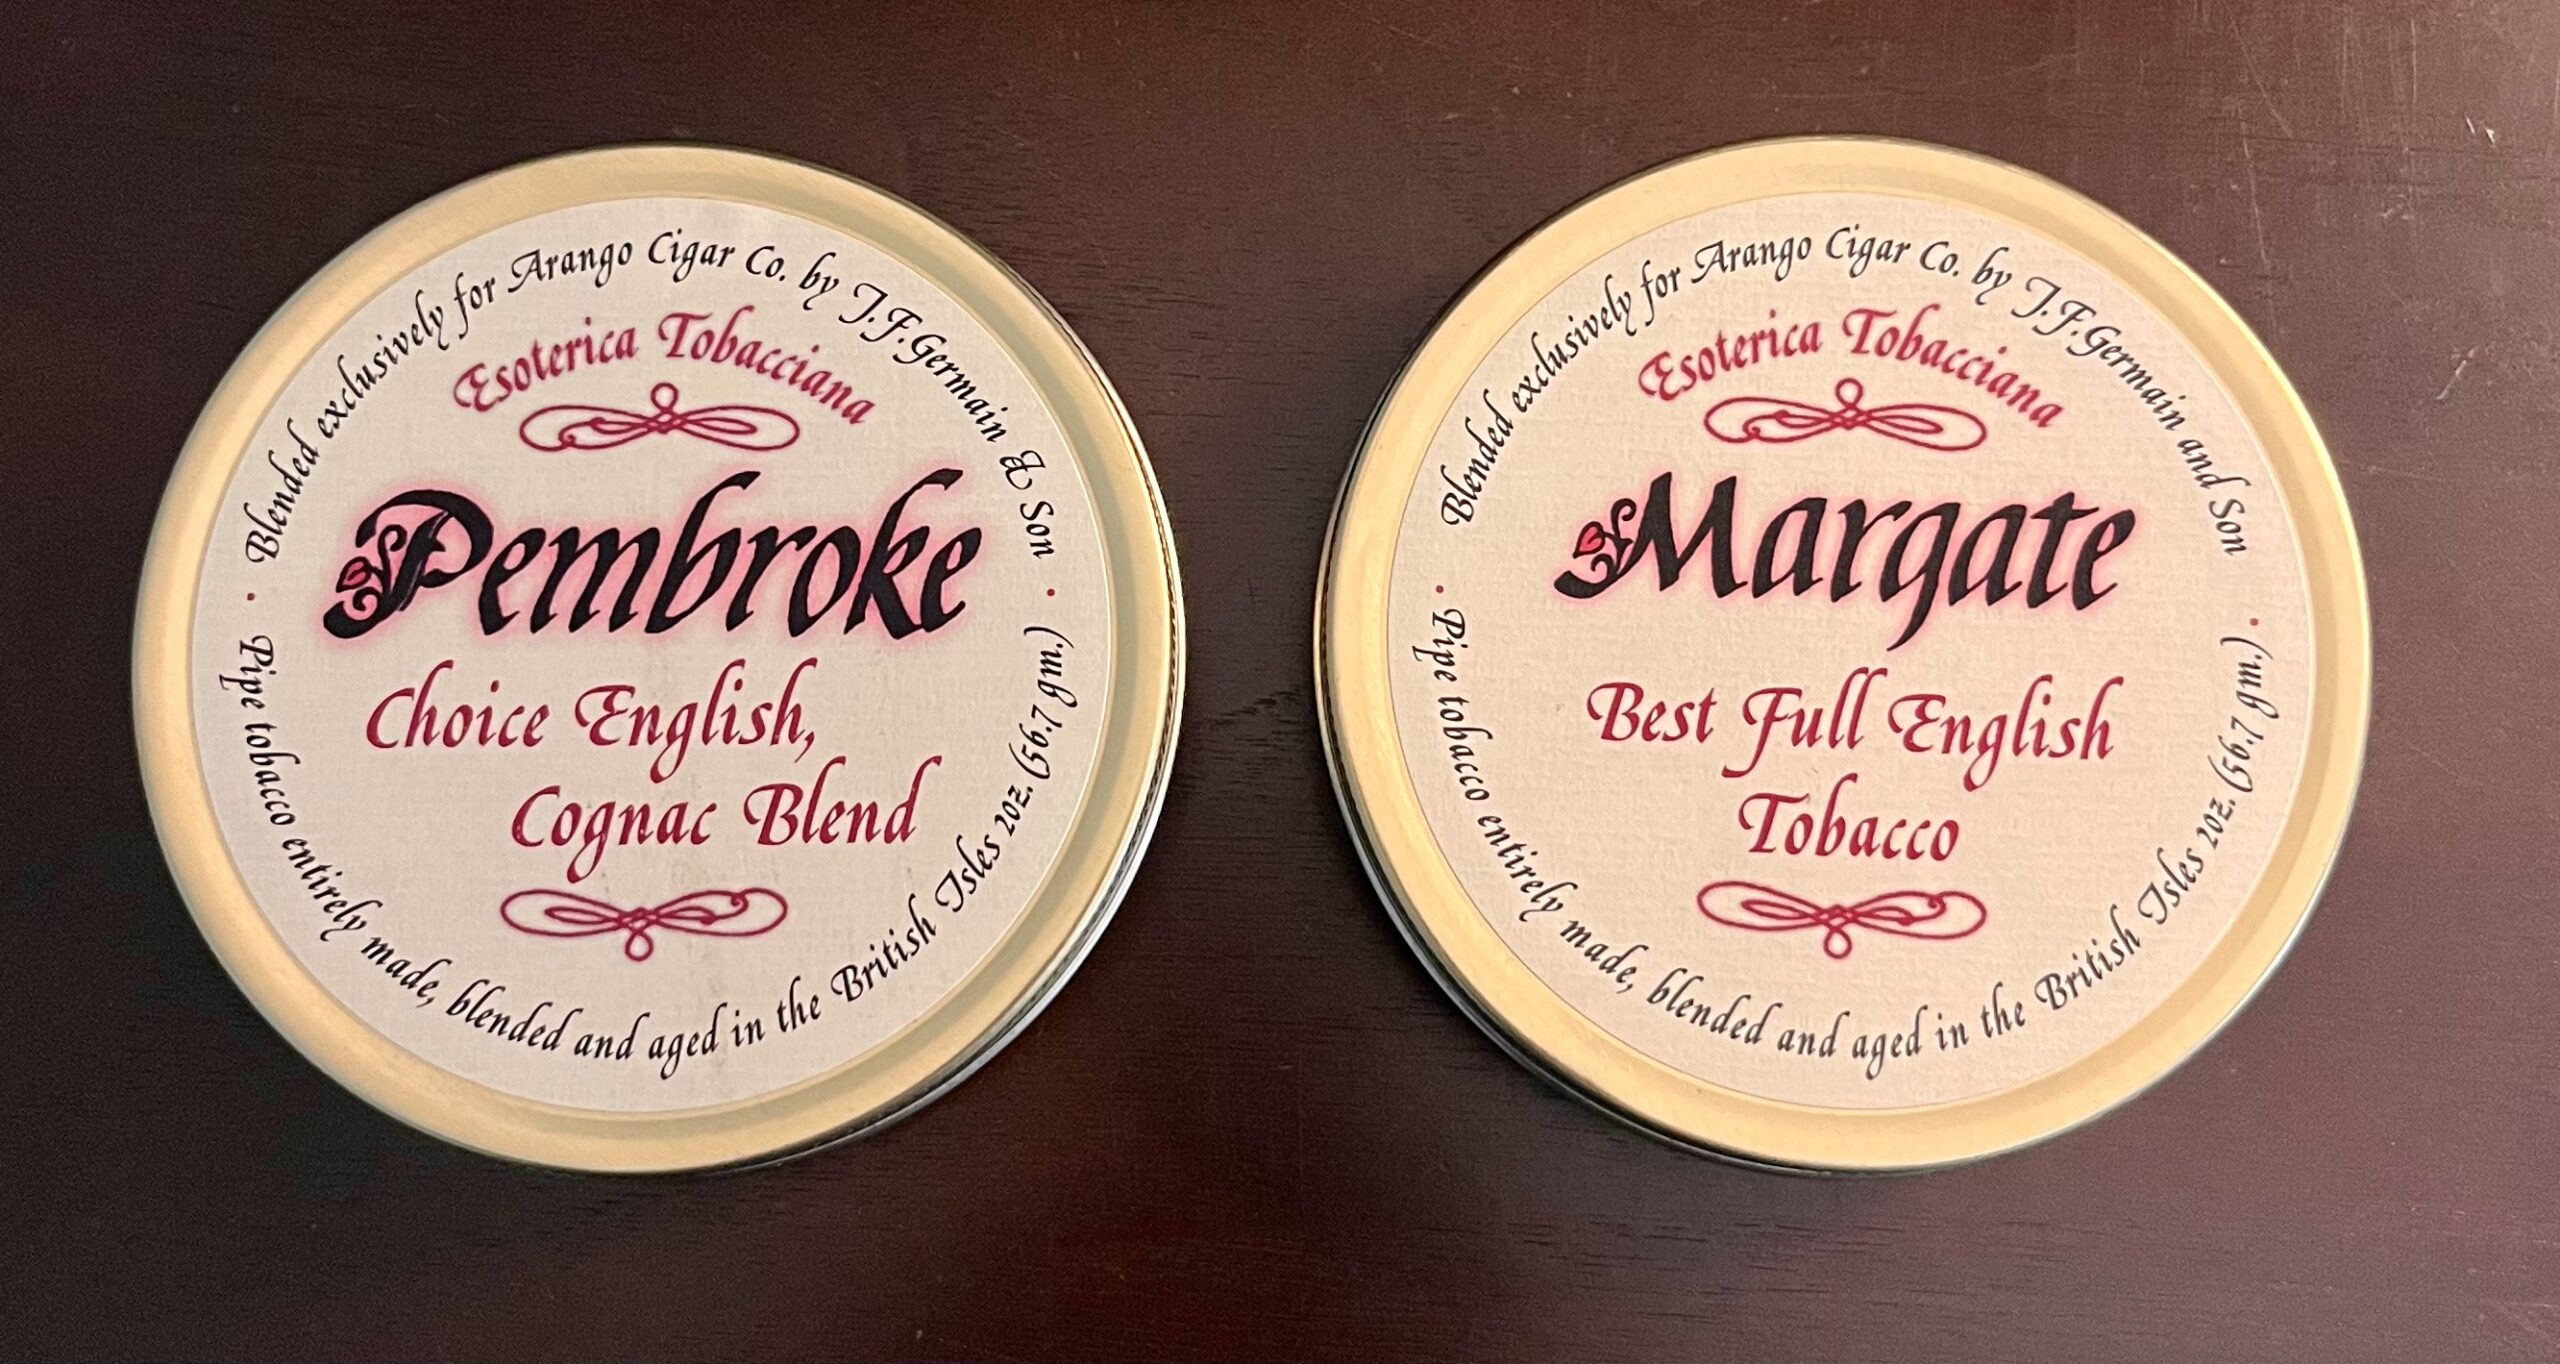 Blended exclusively for Arango Cigar Co. by J.F.Germain & Son
Esoterica Tobacciana
Pembroke
Choice English,
Cognac Blend
Pipe tobacco entirely made, blended and aged in the British Isles 2oz. (56.7 gm.)
Blended exclusively for Arango Cigar Co. by J.F.Germain and Son
Esoterica Tobacciana
Margate
Best Full English
Tobacco
Pipe tobacco entirely made, blended and aged in the British Isles 2oz. (56.7 gm.)